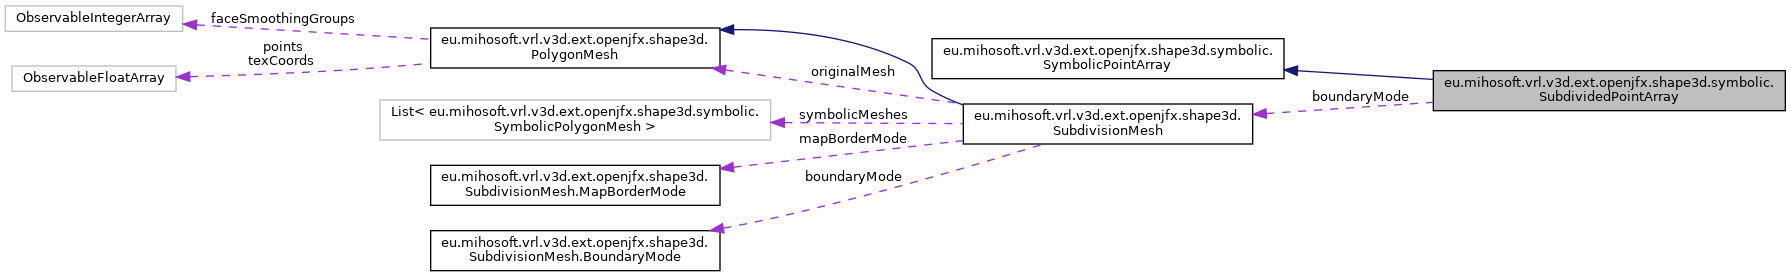 ObservableIntegerArray
faceSmoothingGroups
points
texCoords
ObservableFloatArray
eu.mihosoft.vrl.v3d.ext.openjfx.shape3d.
PolygonMesh
originalMesh
List< eu.mihosoft.vrl.v3d.ext.openjfx.shape3d.symbolic.
SymbolicPolygonMesh >
symbolicMeshes
mapBorderMode
eu.mihosoft.vrl.v3d.ext.openjfx.shape3d.
SubdivisionMesh.MapBorderMode
boundaryMode
eu.mihosoft.vrl.v3d.ext.openjfx.shape3d.
SubdivisionMesh.BoundaryMode
eu.mihosoft.vrl.v3d.ext.openjfx.shape3d.symbolic.
SymbolicPointArray
eu.mihosoft.vrl.v3d.ext.openjfx.shape3d.
SubdivisionMesh
boundaryMode
eu.mihosoft.vrl.v3d.ext.openjfx.shape3d.symbolic.
SubdividedPointArray